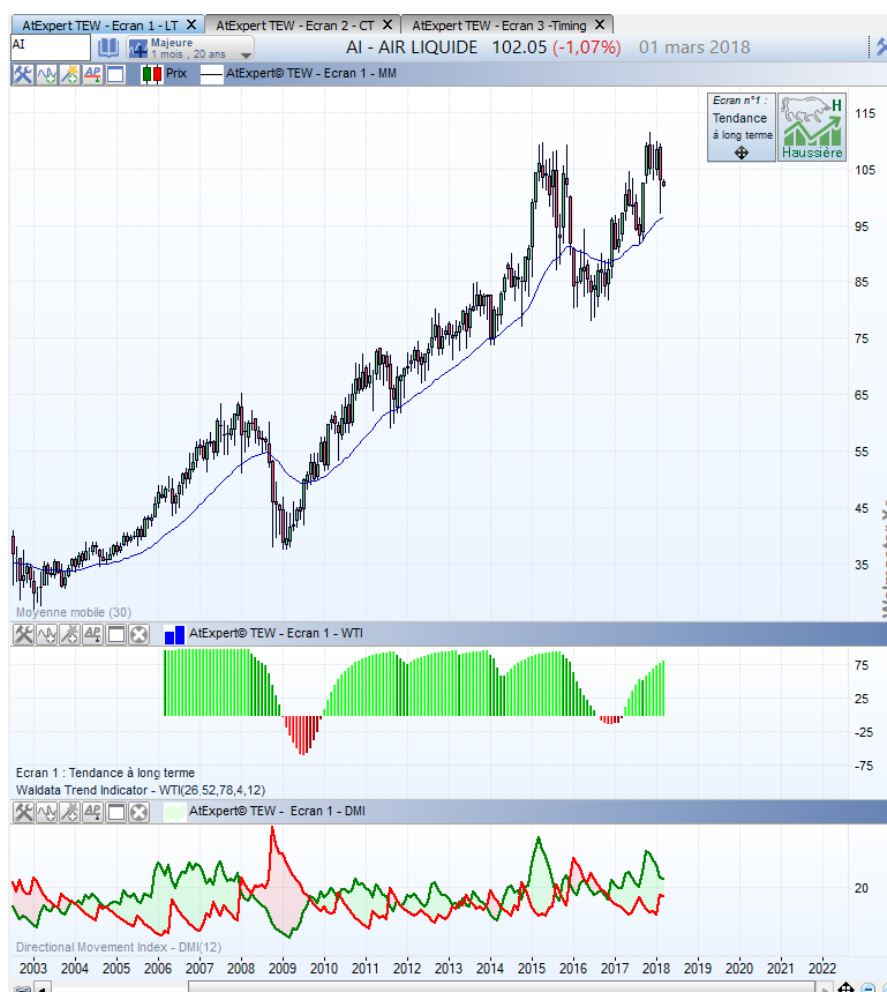 AtExpert TEW - Ecran 1 - LT X AtExpert TEW - Ecran 2 - CT X AtExpert TEW - Ecran 3 -Timing X
AI
Majeure
1 mois , 20 ans
AI - AIR LIQUIDE 102.05 (-1,07%) 01 mars 2018
Prix AtExpert© TEW - Ecran 1 - MM
Ecran n°1 :
Tendance
à long terme
H
Haussière
115
105
95
85
75
65
55
45
35
Moyenne mobile (30)
AtExpert© TEW - Ecran 1 - WTI
75
25
-25
-75
Ecran 1 : Tendance à long terme
Waldata Trend Indicator - WTI(26,52,78,4,12)
AtExpert© TEW - Ecran 1 - DMI
20
Directional Movement Index - DMI(12)
2003 2004 2005 2006 2007 2008 2009 2010 2011 2012 2013 2014 2015 2016 2017 2018 2019 2020 2021 2022